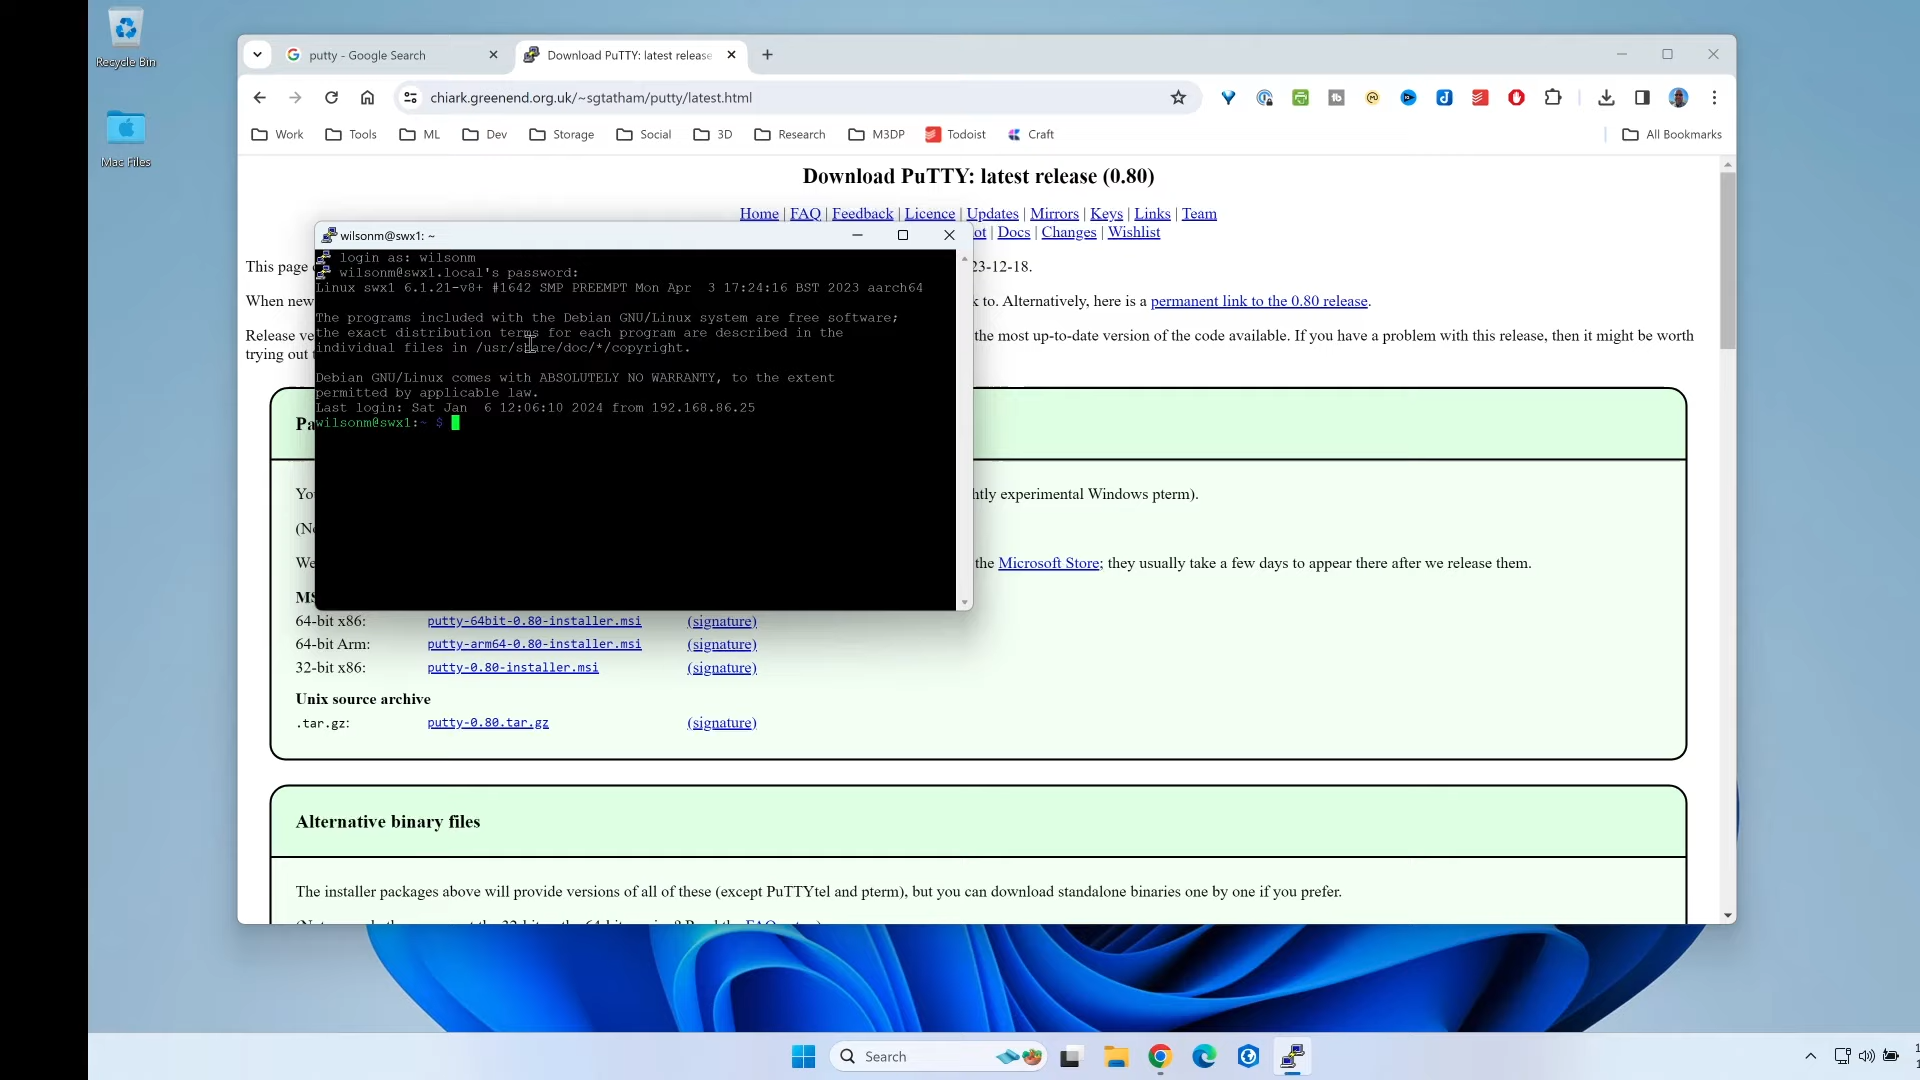 Recycle Bin
Mac Files
putty - Google Search
Download PuTTY: latest release
chiark.greenend.org.uk/~sgtatham/putty/latest.html
Work
Tools
ML
Dev
Storage
Social
3D
Research
M3DP
Todoist
Craft
All Bookmarks
Download PuTTY: latest release (0.80)
Home | FAQ | Feedback | Licence | Updates | Mirrors | Keys | Links | Team
| Docs | Changes | Wishlist
This page
23-12-18.
When new
k to. Alternatively, here is a permanent link to the 0.80 release.
Release ve
the most up-to-date version of the code available. If you have a problem with this release, then it might be worth
trying out
wilsonm@swx1: ~
login as: wilsonm
wilsonm@swx1.local's password:
Linux swx1 6.1.21-v8+ #1642 SMP PREEMPT Mon Apr  3 17:24:16 BST 2023 aarch64
The programs included with the Debian GNU/Linux system are free software;
the exact distribution terms for each program are described in the
individual files in /usr/share/doc/*/copyright.
Debian GNU/Linux comes with ABSOLUTELY NO WARRANTY, to the extent
permitted by applicable law.
Last login: Sat Jan  6 12:06:10 2024 from 192.168.86.25
wilsonm@swx1:~ $
Pa
htly experimental Windows pterm).
the Microsoft Store; they usually take a few days to appear there after we release them.
64-bit x86: putty-64bit-0.80-installer.msi (signature)
64-bit Arm: putty-arm64-0.80-installer.msi (signature)
32-bit x86: putty-0.80-installer.msi (signature)
Unix source archive
.tar.gz: putty-0.80.tar.gz (signature)
Alternative binary files
The installer packages above will provide versions of all of these (except PuTTYtel and pterm), but you can download standalone binaries one by one if you prefer.
Search